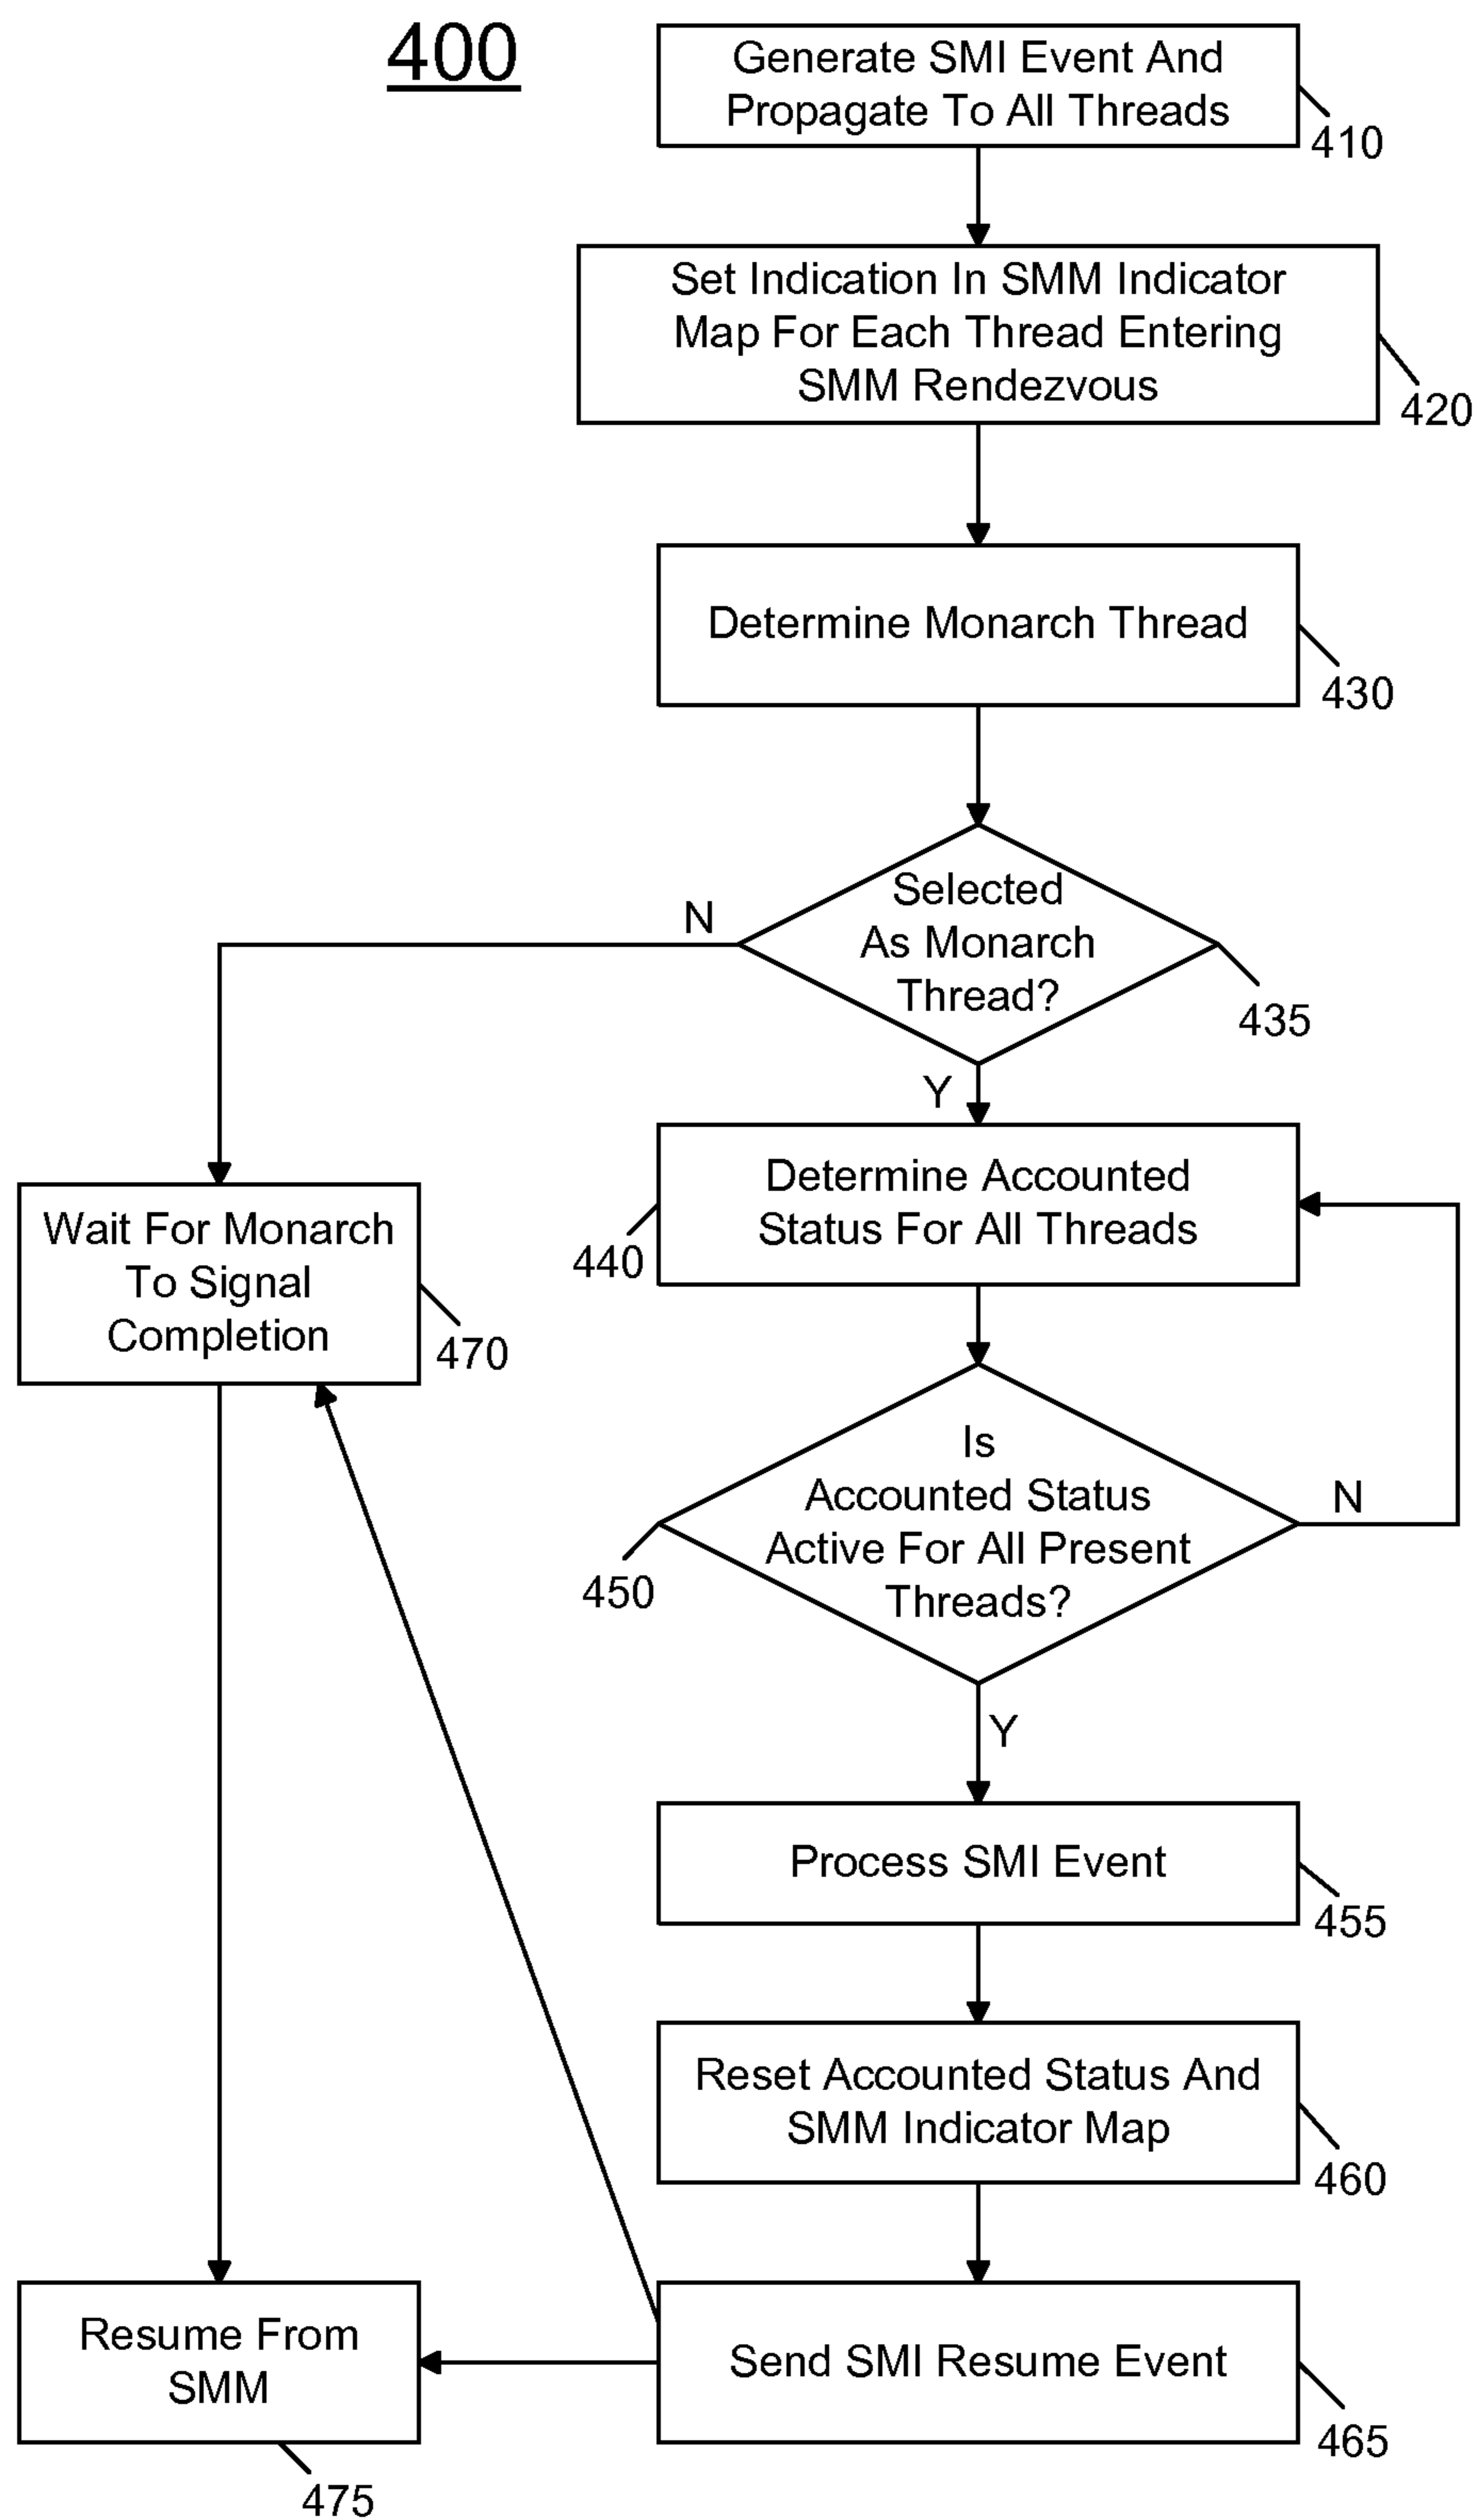 400
Generate SMI Event And
Propagate To All Threads
410
Set Indication In SMM Indicator
Map For Each Thread Entering
SMM Rendezvous
420
Determine Monarch Thread
430
Selected
As Monarch
Thread?
435
N
Y
Determine Accounted
Status For All Threads
440
Wait For Monarch
To Signal
Completion
470
Is
Accounted Status
Active For All Present
Threads?
450
N
Y
Process SMI Event
455
Reset Accounted Status And
SMM Indicator Map
460
Send SMI Resume Event
465
Resume From
SMM
475